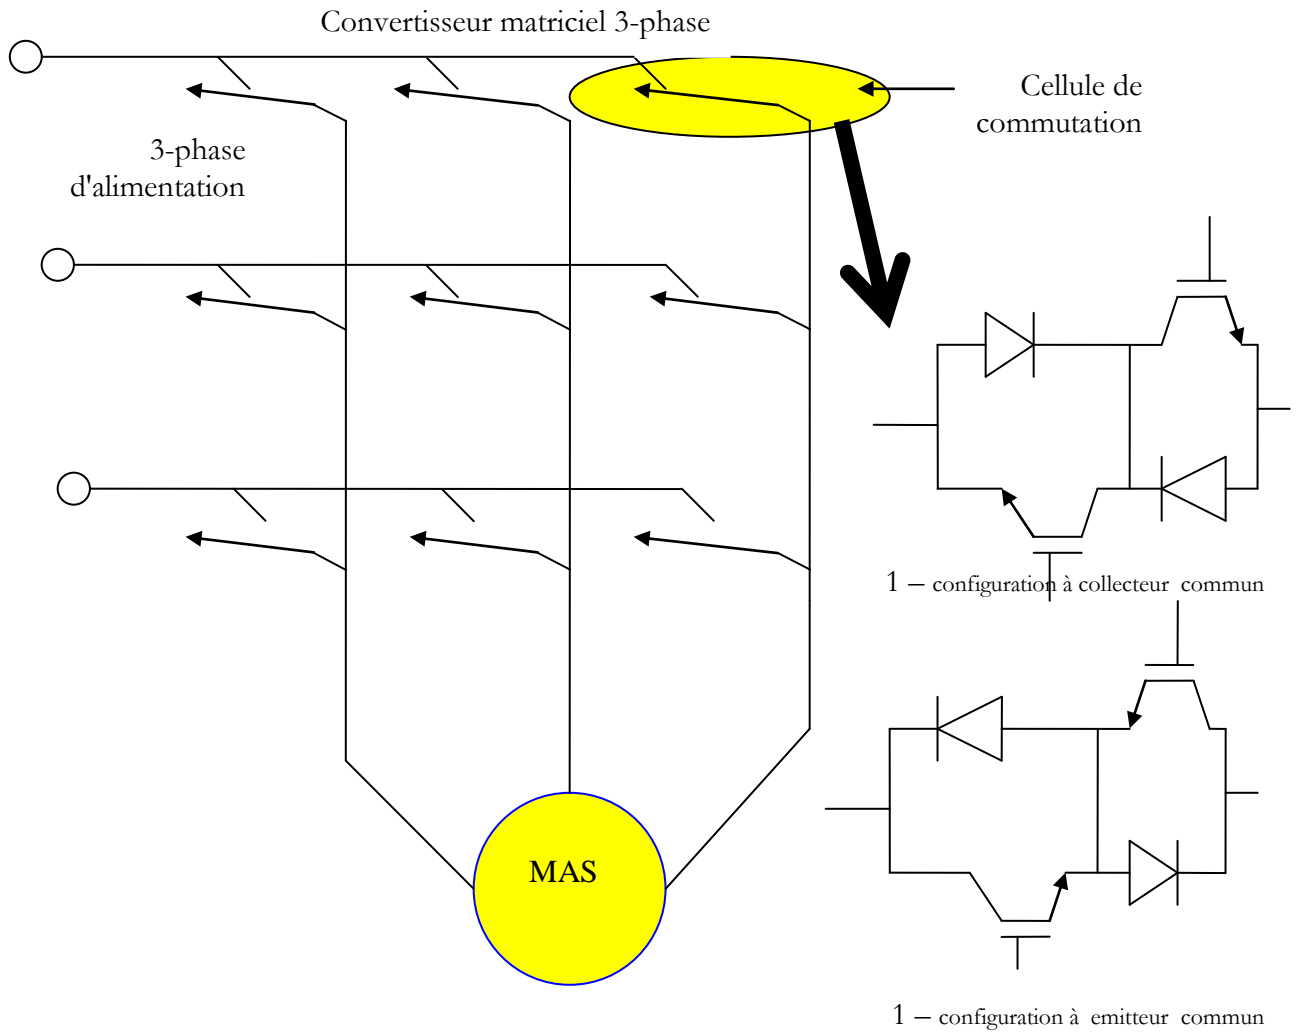 Convertisseur matriciel 3-phase
Cellule de
commutation
3-phase
d'alimentation
1 – configuration à collecteur commun
MAS
1 – configuration à emitteur commun